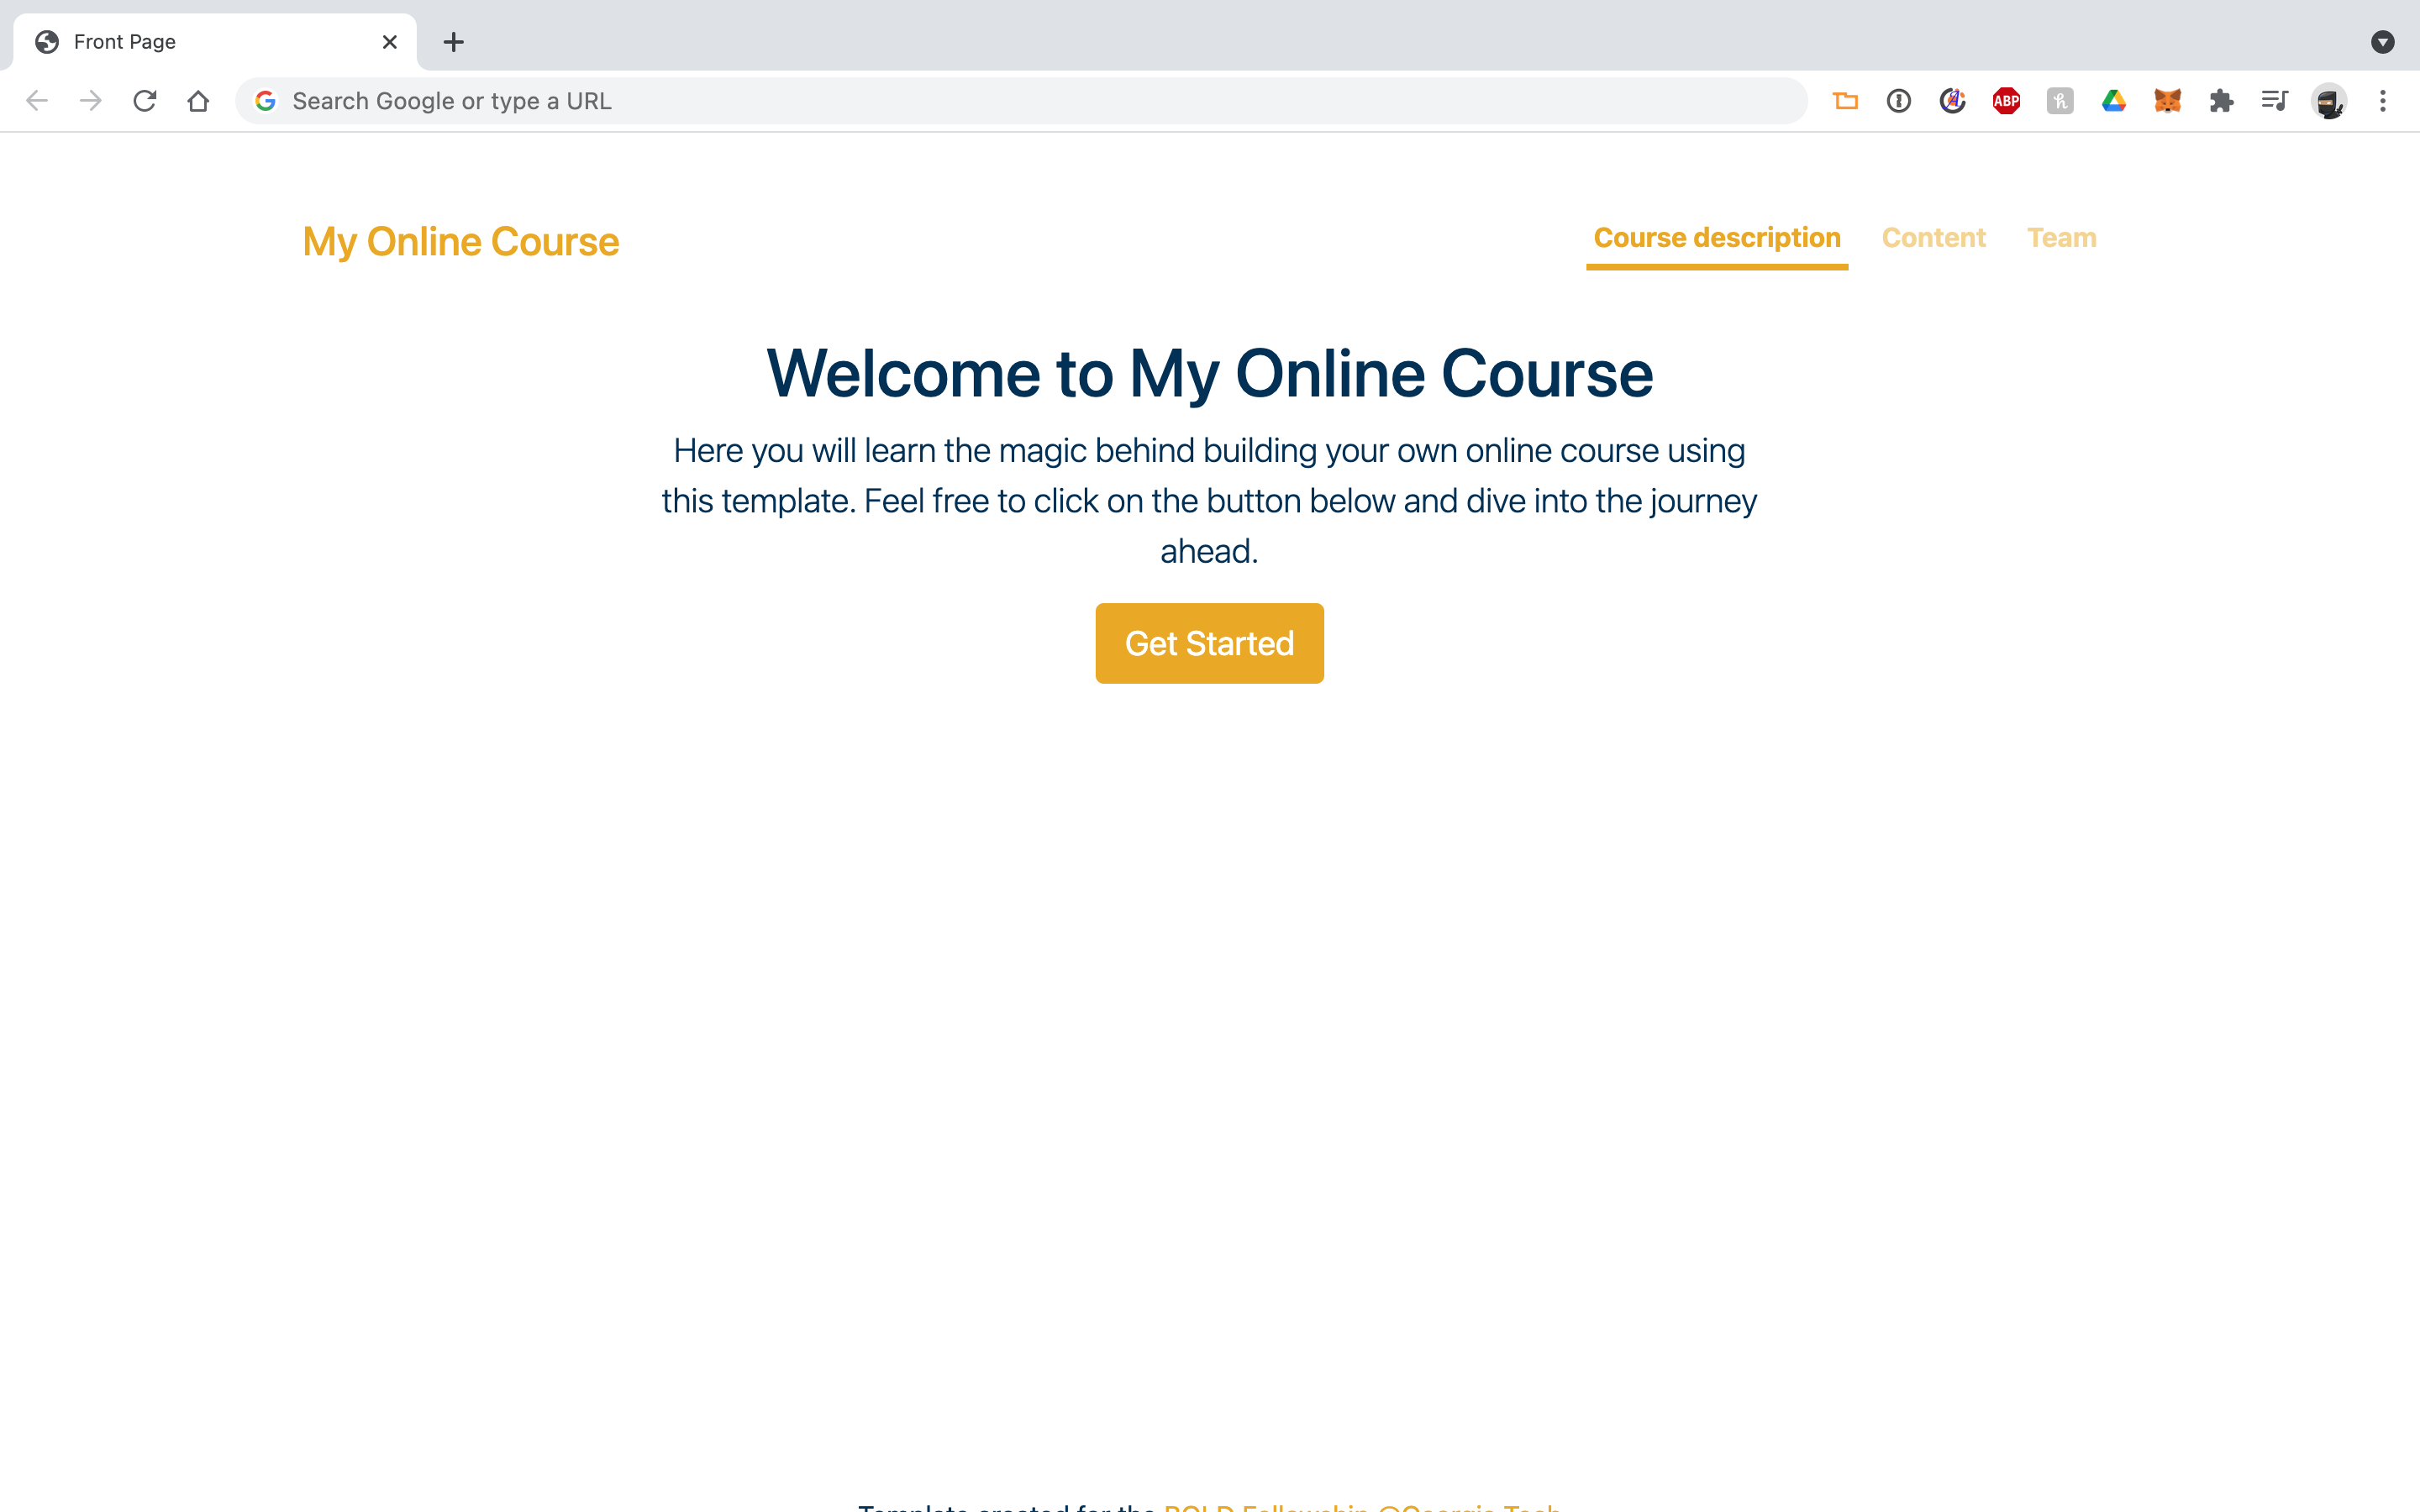 Front Page
Search Google or type a URL
ABP
My Online Course
Course description Content Team
Welcome to My Online Course
Here you will learn the magic behind building your own online course using
this template. Feel free to click on the button below and dive into the journey
ahead.
Get Started
Template created for the BOLD Fellowship @Georgia Tech